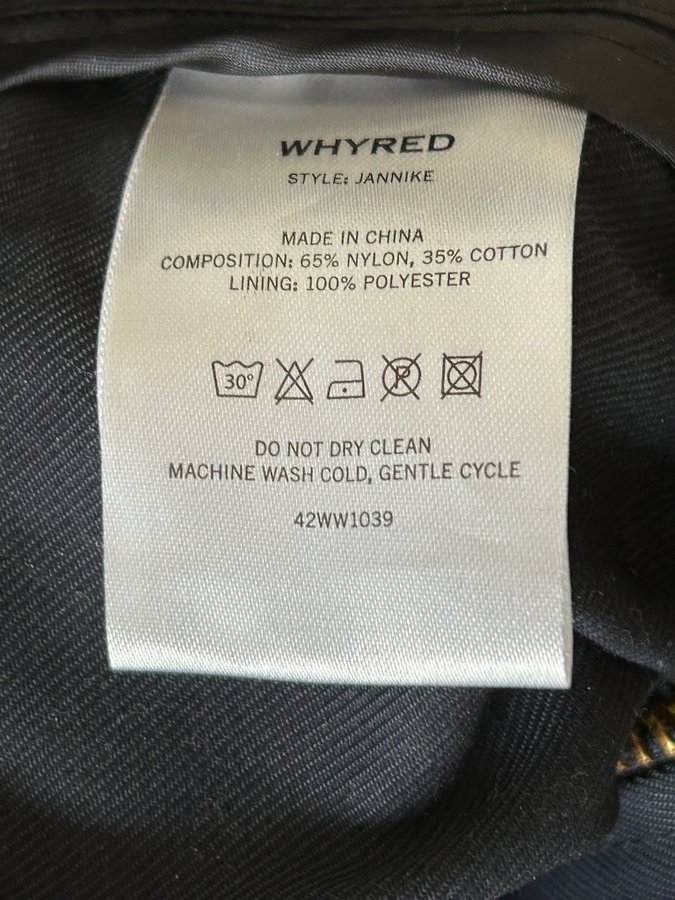 WHYRED
STYLE: JANNIKE
MADE IN CHINA
COMPOSITION: 65% NYLON, 35% COTTON
LINING: 100% POLYESTER
30° P
DO NOT DRY CLEAN
MACHINE WASH COLD, GENTLE CYCLE
42WW1039